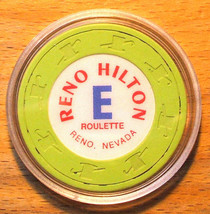 RENO HILTON
E
ROULETTE
RENO, NEVADA